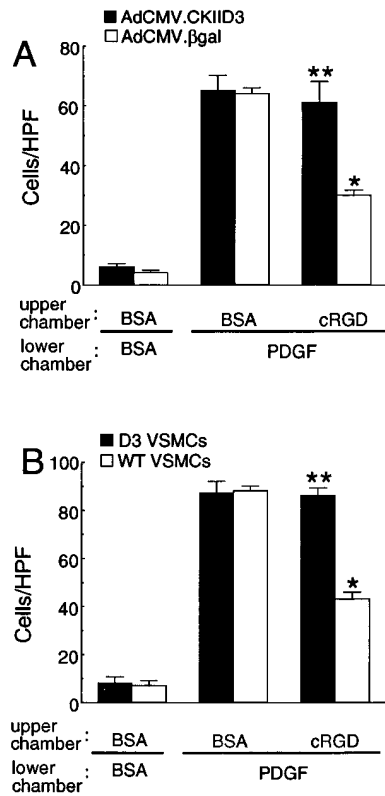 AdCMV.CKIID3
AdCMV.βgal
A
80
60
40
20
0
Cells/HPF
** 
*
upper chamber : BSA BSA cRGD
lower chamber : BSA PDGF
D3 VSMCs
WT VSMCs
B
100
80
60
40
20
0
Cells/HPF
**
*
upper chamber : BSA BSA cRGD
lower chamber : BSA PDGF